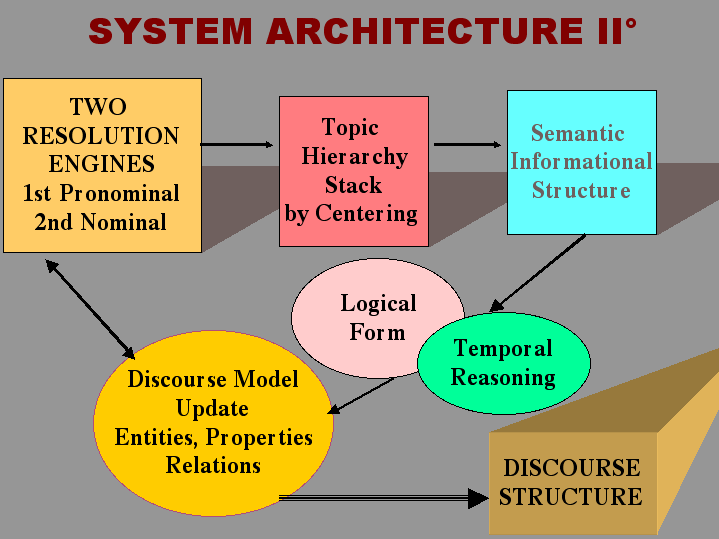 SYSTEM ARCHITECTURE II°
TWO
RESOLUTION
ENGINES
1st Pronominal
2nd Nominal
Topic
Hierarchy
Stack
by Centering
Semantic
Informational
Structure
Logical
Form
Temporal
Reasoning
Discourse Model
Update
Entities, Properties
Relations
DISCOURSE
STRUCTURE